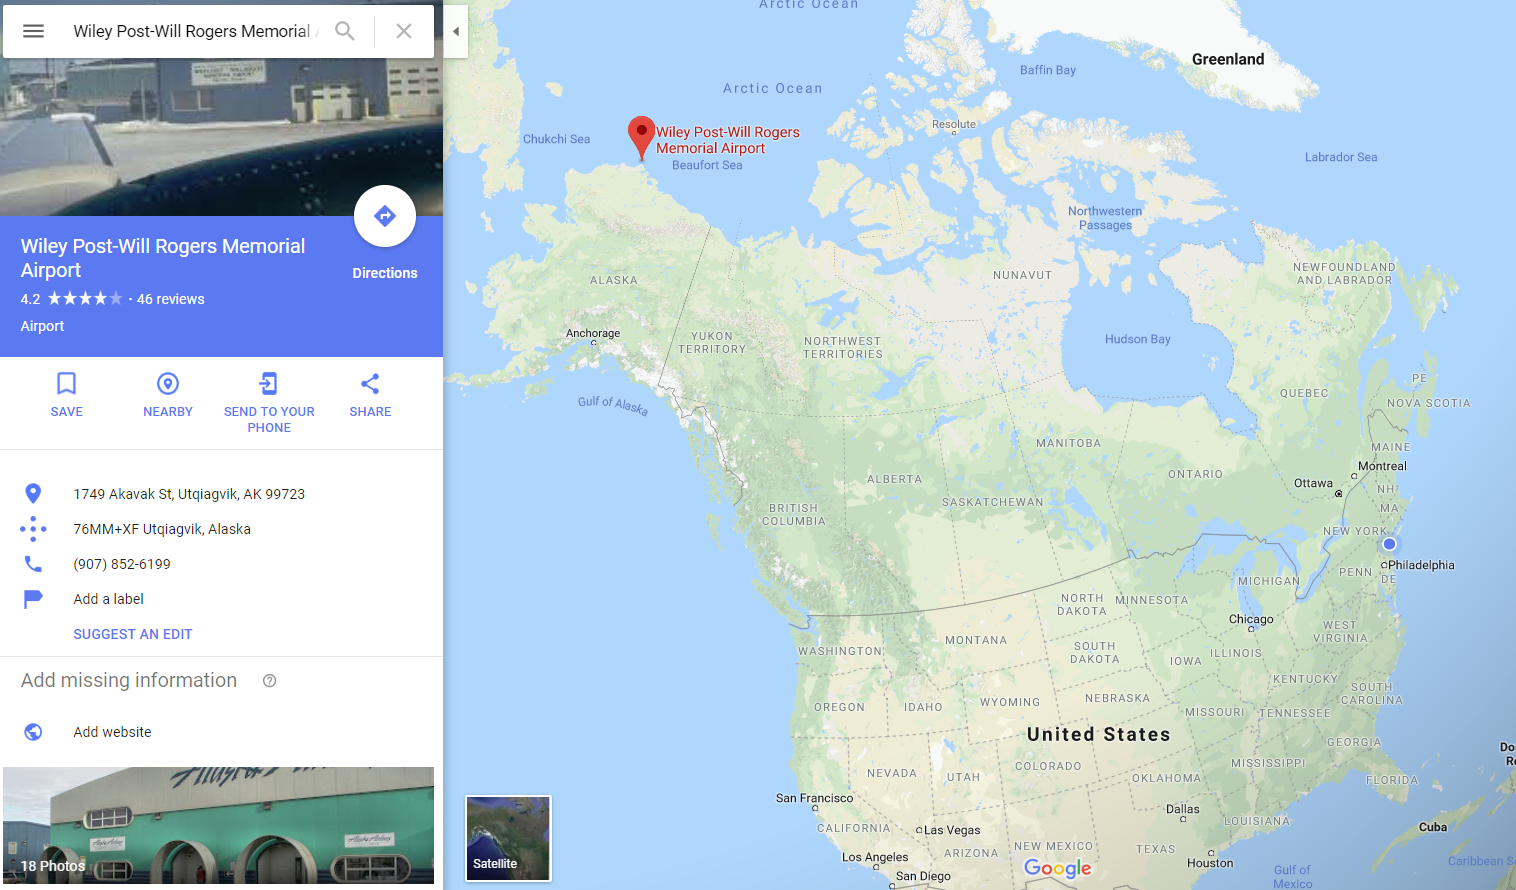 Wiley Post-Will Rogers Memorial
Wiley Post-Will Rogers Memorial
Airport
Directions
4.2
· 46 reviews
Airport
SAVE
NEARBY
SEND TO YOUR
PHONE
SHARE
1749 Akavak St, Utqiagvik, AK 99723
76MM+XF Utqiagvik, Alaska
(907) 852-6199
Add a label
SUGGEST AN EDIT
Add missing information
Add website
18 Photos
Arctic Ocean
Greenland
Baffin Bay
Arctic Ocean
Resolute
Wiley Post-Will Rogers
Memorial Airport
Chukchi Sea
Beaufort Sea
Labrador Sea
Northwestern
Passages
ALASKA
NUNAVUT
NEWFOUNDLAND
AND LABRADOR
Anchorage
YUKON
TERRITORY
NORTHWEST
TERRITORIES
Hudson Bay
Gulf of Alaska
PE
QUEBEC
NOVA SCOTIA
MANITOBA
MAINE
Montreal
ONTARIO
ALBERTA
Ottawa
NH
SASKATCHEWAN
BRITISH
COLUMBIA
MA
NEW YORK
Philadelphia
PENN
DE
MICHIGAN
NORTH
DAKOTA
MINNESOTA
Chicago
WEST
VIRGINIA
MONTANA
WASHINGTON
SOUTH
DAKOTA
ILLINOIS
IOWA
KENTUCKY
SOUTH
CAROLINA
NEBRASKA
WYOMING
OREGON
IDAHO
MISSOURI
TENNESSEE
United States
GEORGIA
MISSISSIPPI
COLORADO
NEVADA
UTAH
OKLAHOMA
FLORIDA
San Francisco
Dallas
LOUISIANA
CALIFORNIA
Las Vegas
Cuba
NEW MEXICO
TEXAS
ARIZONA
Los Angeles
Houston
Caribbean S
San Diego
Gulf of
Mexico
Do
R
Satellite
Google